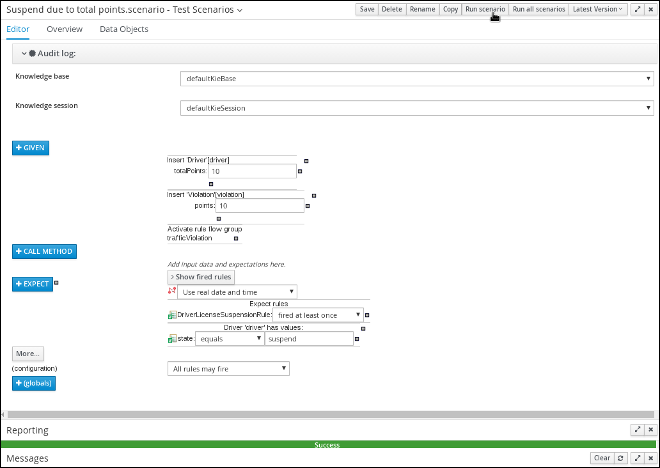 Suspend due to total points.scenario - Test Scenarios
Save Delete Rename Copy Run scenario Run all scenarios Latest Version
Editor Overview Data Objects
Audit log:
Knowledge base defaultKieBase
Knowledge session defaultKieSession
+ GIVEN
Insert 'Driver'[driver]
totalPoints: 10
Insert 'Violation'[violation]
points: 10
Activate rule flow group
trafficViolation
+ CALL METHOD
Add input data and expectations here.
> Show fired rules
+ EXPECT
Use real date and time
Expect rules
DriverLicenseSuspensionRule: fired at least once
Driver 'driver' has values:
state: equals suspend
More...
(configuration) All rules may fire
+ (globals)
Reporting
Success
Messages Clear